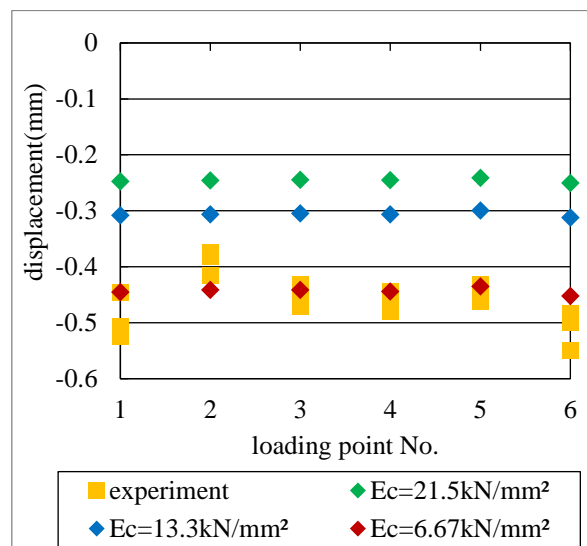 0
-0.1
-0.2
-0.3
-0.4
-0.5
-0.6
displacement(mm)
1 2 3 4 5 6
loading point No.
experiment Ec=21.5kN/mm²
Ec=13.3kN/mm² Ec=6.67kN/mm²